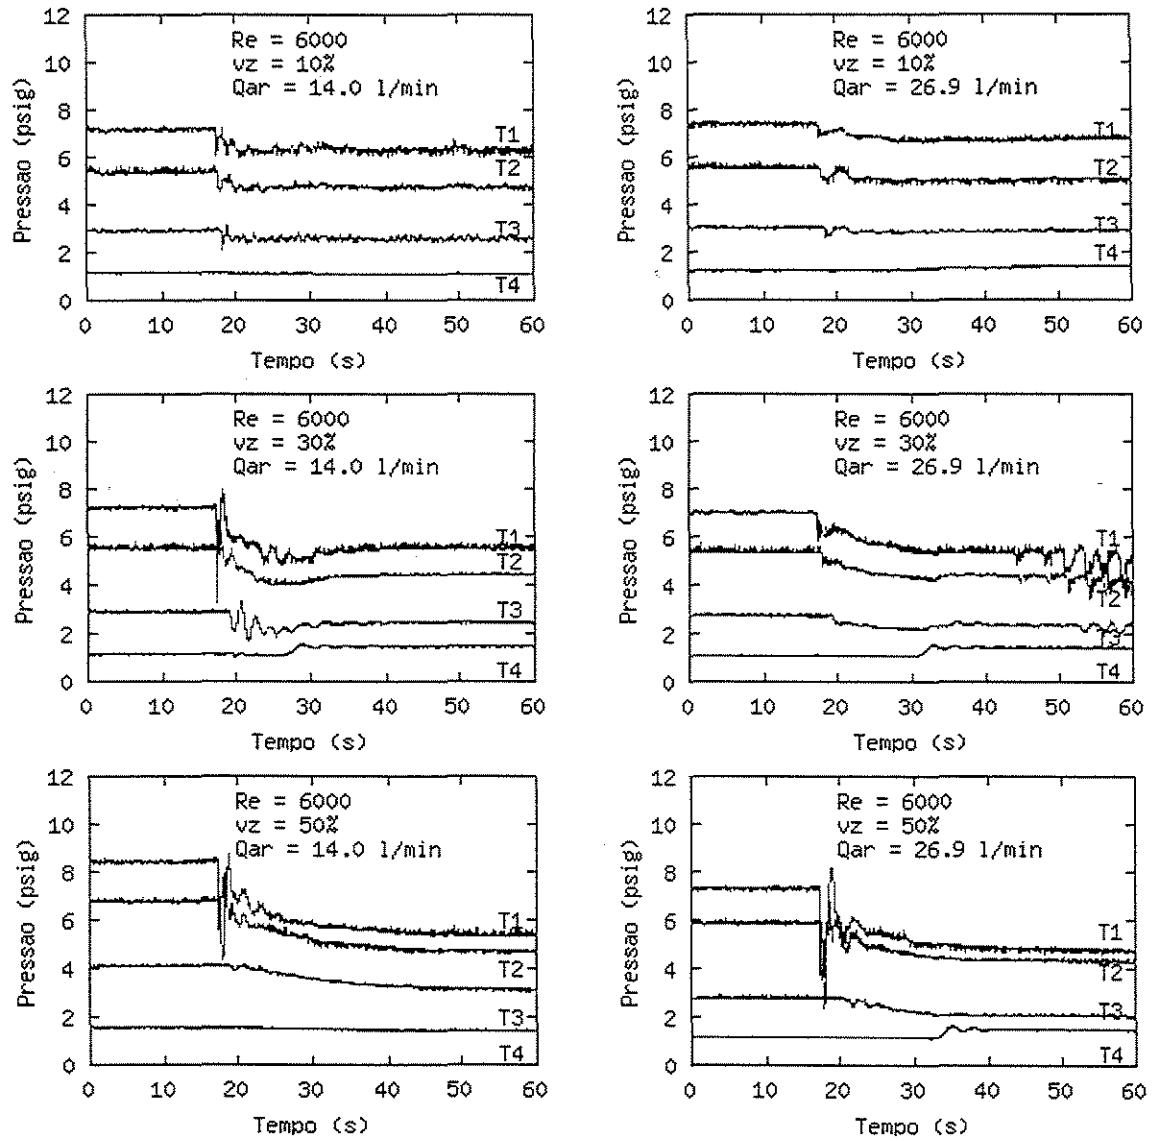 12
10
8
6
4
2
0
Pressao (psig)
Re = 6000
vz = 10%
Qar = 14.0 l/min
T1
T2
T3
T4
0 10 20 30 40 50 60
Tempo (s)
12
10
8
6
4
2
0
Pressao (psig)
Re = 6000
vz = 10%
Qar = 26.9 l/min
T1
T2
T3
T4
0 10 20 30 40 50 60
Tempo (s)
12
10
8
6
4
2
0
Pressao (psig)
Re = 6000
vz = 30%
Qar = 14.0 l/min
T1
T2
T3
T4
0 10 20 30 40 50 60
Tempo (s)
12
10
8
6
4
2
0
Pressao (psig)
Re = 6000
vz = 30%
Qar = 26.9 l/min
T1
T2
T3
T4
0 10 20 30 40 50 60
Tempo (s)
12
10
8
6
4
2
0
Pressao (psig)
Re = 6000
vz = 50%
Qar = 14.0 l/min
T1
T2
T3
T4
0 10 20 30 40 50 60
Tempo (s)
12
10
8
6
4
2
0
Pressao (psig)
Re = 6000
vz = 50%
Qar = 26.9 l/min
T1
T2
T3
T4
0 10 20 30 40 50 60
Tempo (s)